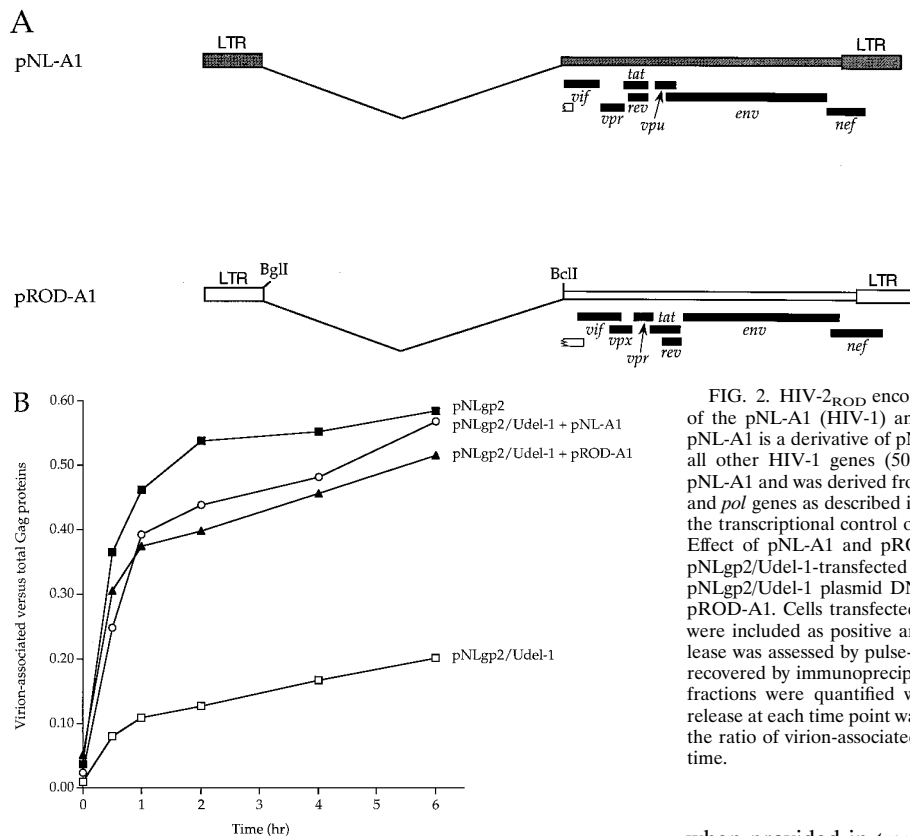 A
pNL-A1
LTR
LTR
vif
vpr
tat
rev
vpu
env
nef
pROD-A1
LTR
BglI
BclI
LTR
vif
vpx
vpr
tat
rev
env
nef
B
Virion-associated versus total Gag proteins
0.60
0.50
0.40
0.30
0.20
0.10
0.00
0 1 2 3 4 5 6
Time (hr)
pNLgp2
pNLgp2/Udel-1 + pNL-A1
pNLgp2/Udel-1 + pROD-A1
pNLgp2/Udel-1
FIG. 2. HIV-2ROD enco
of the pNL-A1 (HIV-1) an
pNL-A1 is a derivative of pN
all other HIV-1 genes (50
pNL-A1 and was derived fro
and pol genes as described i
the transcriptional control o
Effect of pNL-A1 and pRO
pNLgp2/Udel-1-transfected
pNLgp2/Udel-1 plasmid DN
pROD-A1. Cells transfected
were included as positive an
lease was assessed by pulse-
recovered by immunoprecip
fractions were quantified w
release at each time point wa
the ratio of virion-associated
time.
when provided in